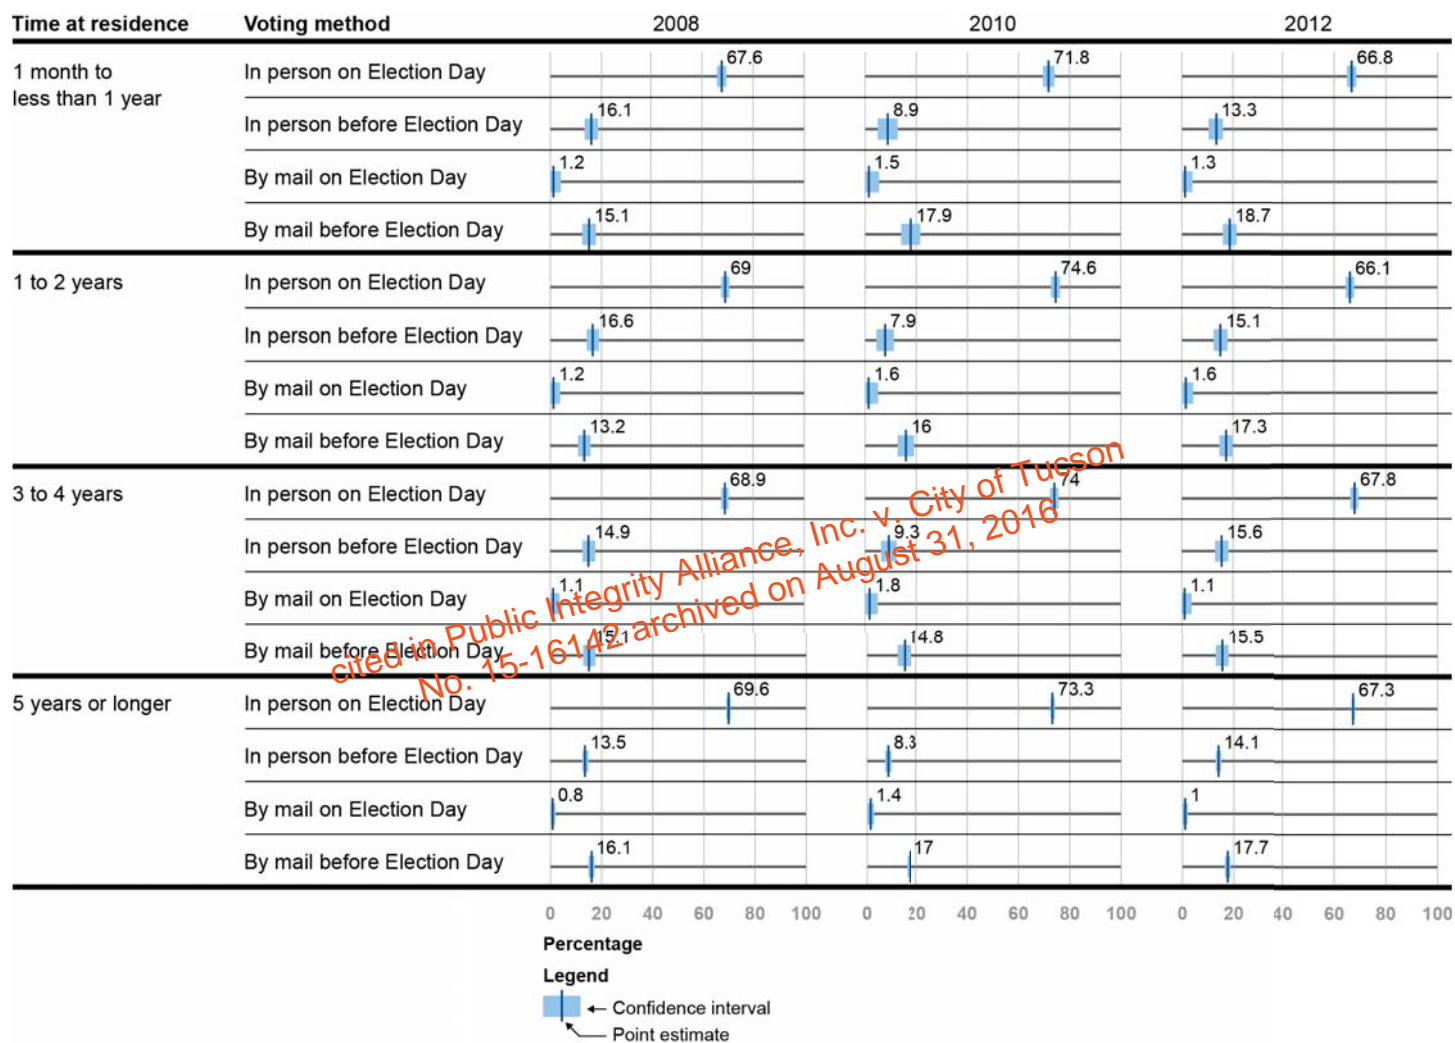 Time at residence Voting method 2008 2010 2012
1 month to
less than 1 year
In person on Election Day 67.6 71.8 66.8
In person before Election Day 16.1 8.9 13.3
By mail on Election Day 1.2 1.5 1.3
By mail before Election Day 15.1 17.9 18.7
1 to 2 years In person on Election Day 69 74.6 66.1
In person before Election Day 16.6 7.9 15.1
By mail on Election Day 1.2 1.6 1.6
By mail before Election Day 13.2 16 17.3
3 to 4 years In person on Election Day 68.9 74 67.8
In person before Election Day 14.9 9.3 15.6
By mail on Election Day 1.1 1.8 1.1
By mail before Election Day 15.1 14.8 15.5
cited in Public Integrity Alliance, Inc. v. City of Tucson
No. 15-16142 archived on August 31, 2016
5 years or longer In person on Election Day 69.6 73.3 67.3
In person before Election Day 13.5 8.3 14.1
By mail on Election Day 0.8 1.4 1
By mail before Election Day 16.1 17 17.7
0 20 40 60 80 100 0 20 40 60 80 100 0 20 40 60 80 100
Percentage
Legend
Confidence interval
Point estimate